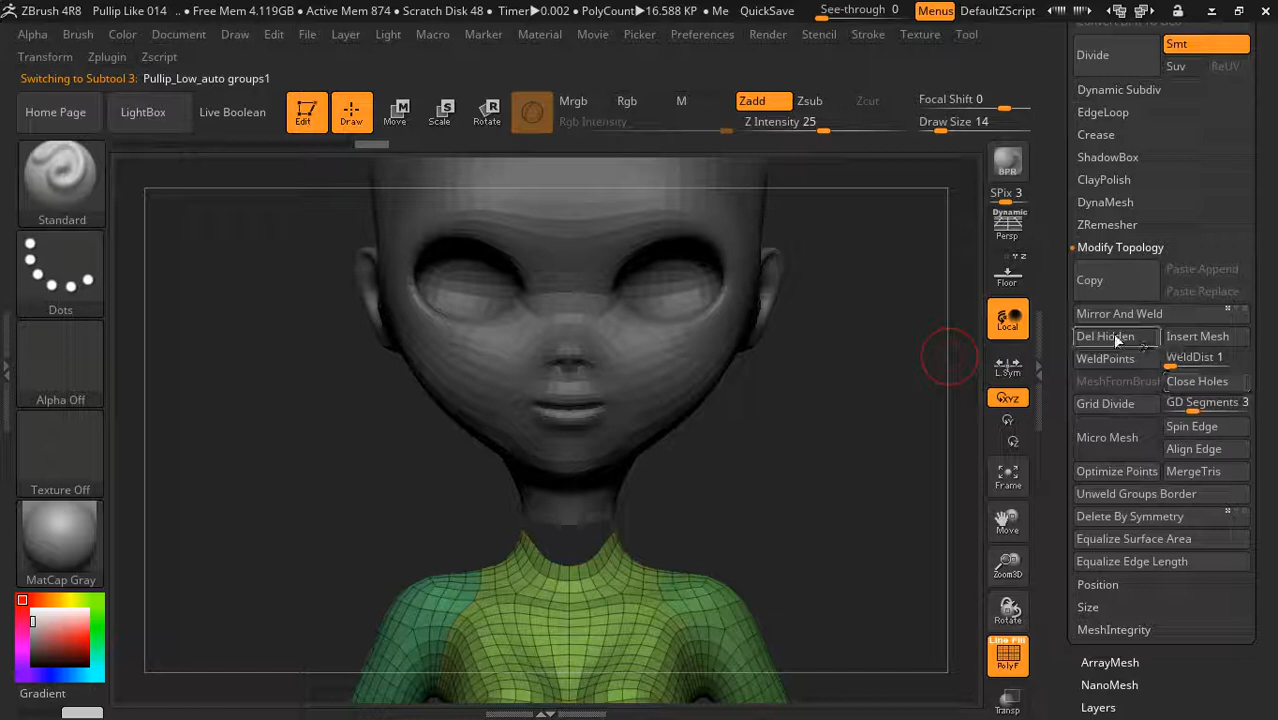 ZBrush 4R8 Pullip Like 014 .. • Free Mem 4.119GB • Active Mem 874 • Scratch Disk 48 • Timer▶0.002 • PolyCount▶16.588 KP • Me QuickSave See-through 0 Menus DefaultZScript
Alpha Brush Color Document Draw Edit File Layer Light Macro Marker Material Movie Picker Preferences Render Stencil Stroke Texture Tool
Transform Zplugin Zscript
Switching to Subtool 3: Pullip_Low_auto groups1
Home Page LightBox Live Boolean
Edit Draw Move Scale Rotate
Mrgb Rgb M
Rgb Intensity
Zadd Zsub Zcut
Z Intensity 25
Focal Shift 0
Draw Size 14
Standard
Dots
Alpha Off
Texture Off
MatCap Gray
Gradient
BPR
SPix 3
Dynamic
Persp
Floor
Local
L.Sym
XYZ
Frame
Move
Zoom3D
Rotate
Line Fill
PolyF
Transp
Divide Smt
Suv ReUV
Dynamic Subdiv
EdgeLoop
Crease
ShadowBox
ClayPolish
DynaMesh
ZRemesher
Modify Topology
Copy Paste Append
Paste Replace
Mirror And Weld
Del Hidden Insert Mesh
WeldPoints WeldDist 1
MeshFromBrush Close Holes
Grid Divide GD Segments 3
Micro Mesh Spin Edge
Align Edge
Optimize Points MergeTris
Unweld Groups Border
Delete By Symmetry
Equalize Surface Area
Equalize Edge Length
Position
Size
MeshIntegrity
ArrayMesh
NanoMesh
Layers